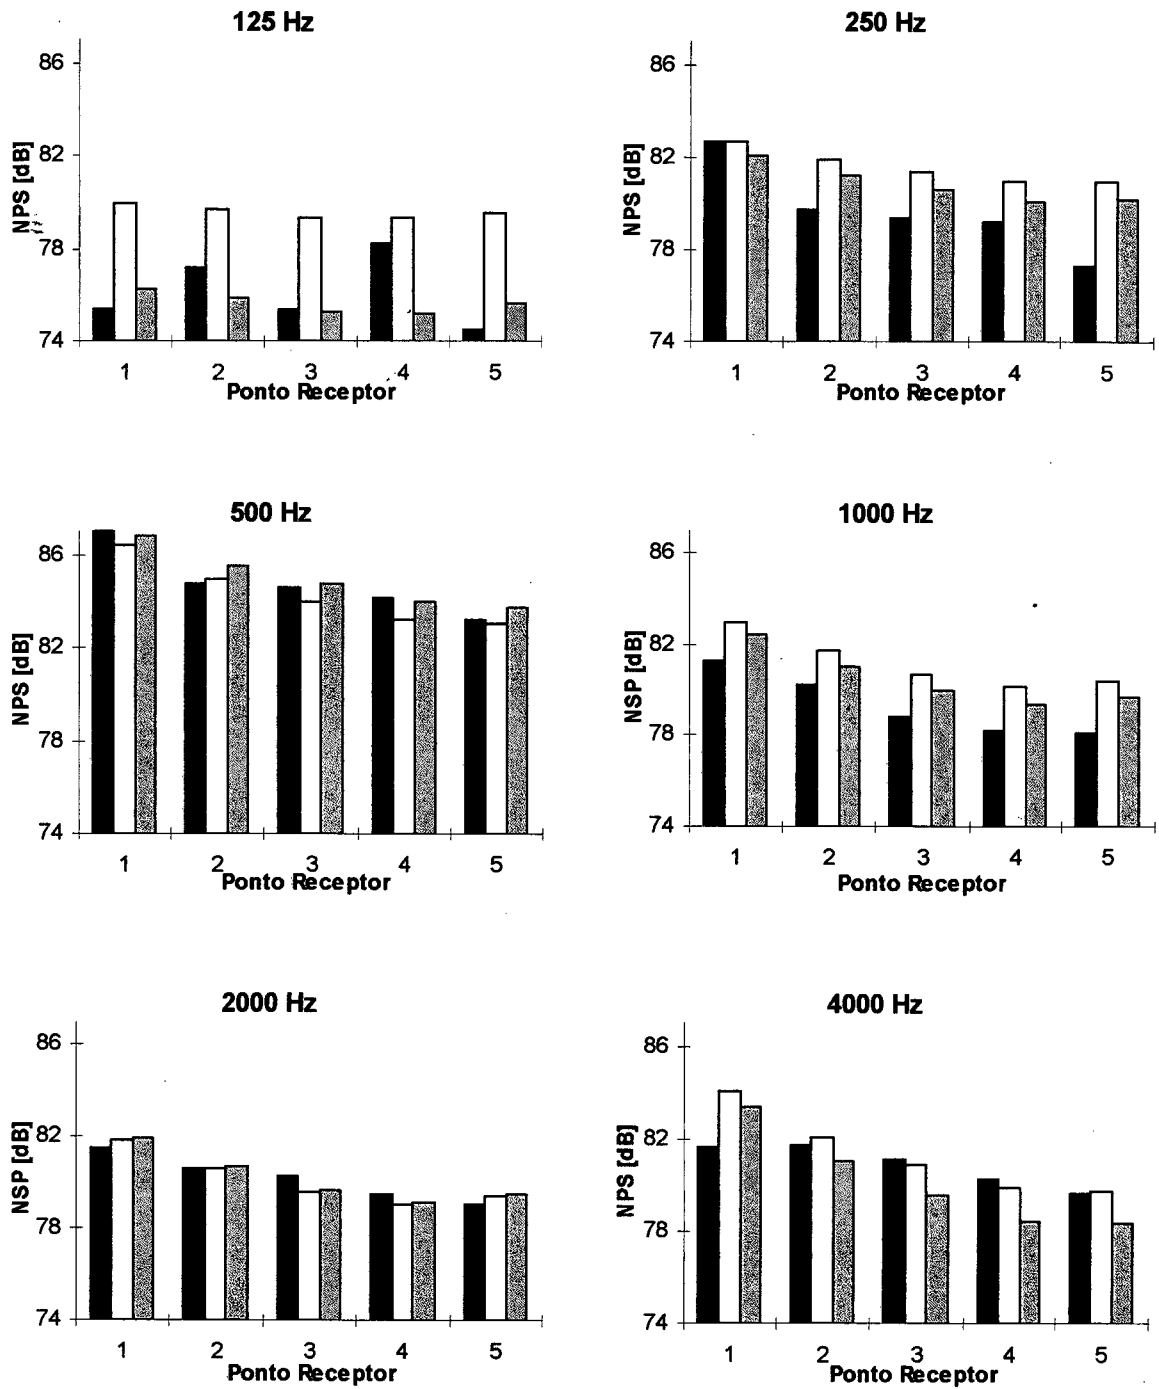 125 Hz
86
82
78
74
NPS [dB]
1 2 3 4 5
Ponto Receptor
250 Hz
86
82
78
74
NPS [dB]
1 2 3 4 5
Ponto Receptor
500 Hz
86
82
78
74
NPS [dB]
1 2 3 4 5
Ponto Receptor
1000 Hz
86
82
78
74
NSP [dB]
1 2 3 4 5
Ponto Receptor
2000 Hz
86
82
78
74
NSP [dB]
1 2 3 4 5
Ponto Receptor
4000 Hz
86
82
78
74
NPS [dB]
1 2 3 4 5
Ponto Receptor